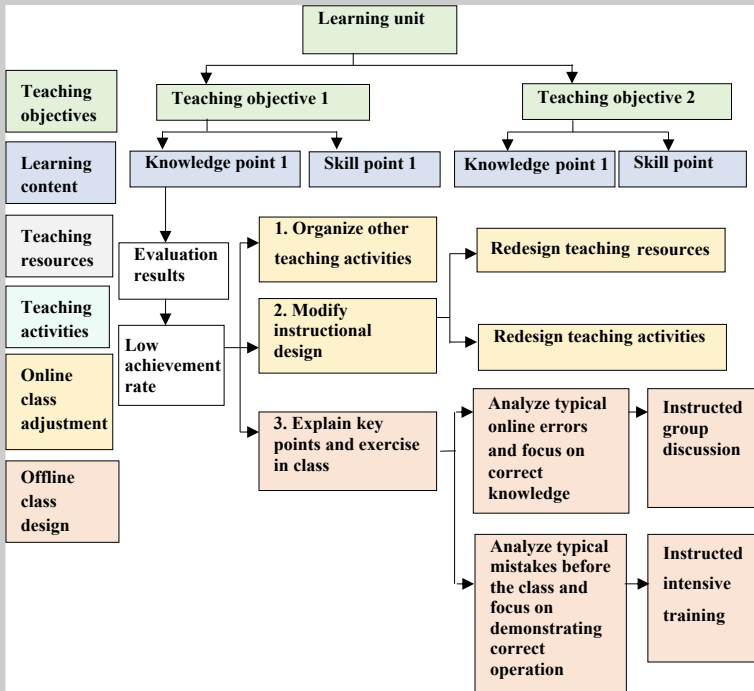 Learning unit
Teaching
objectives
Teaching objective 1
Teaching objective 2
Learning
content
Knowledge point 1
Skill point 1
Knowledge point 1
Skill point
Teaching
resources
Evaluation
results
1. Organize other
teaching activities
Redesign teaching resources
Teaching
activities
Low
achievement
rate
2. Modify
instructional
design
Redesign teaching activities
Online
class
adjustment
3. Explain key
points and exercise
in class
Analyze typical
online errors
and focus on
correct
knowledge
Instructed
group
discussion
Offline
class
design
Analyze typical
mistakes before
the class and
focus on
demonstrating
correct
operation
Instructed
intensive
training